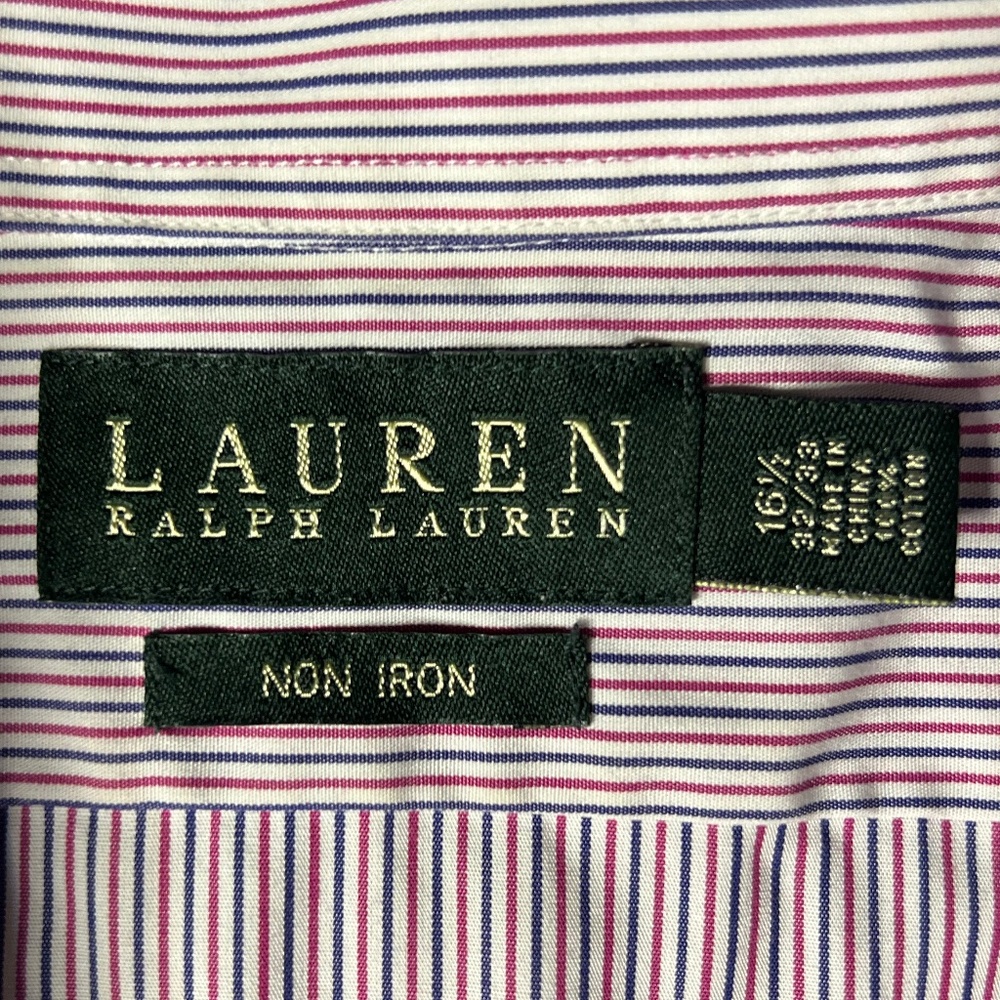 LAUREN
RALPH LAUREN
16½
32/33
MADE IN
CHINA
100%
COTTON
NON IRON